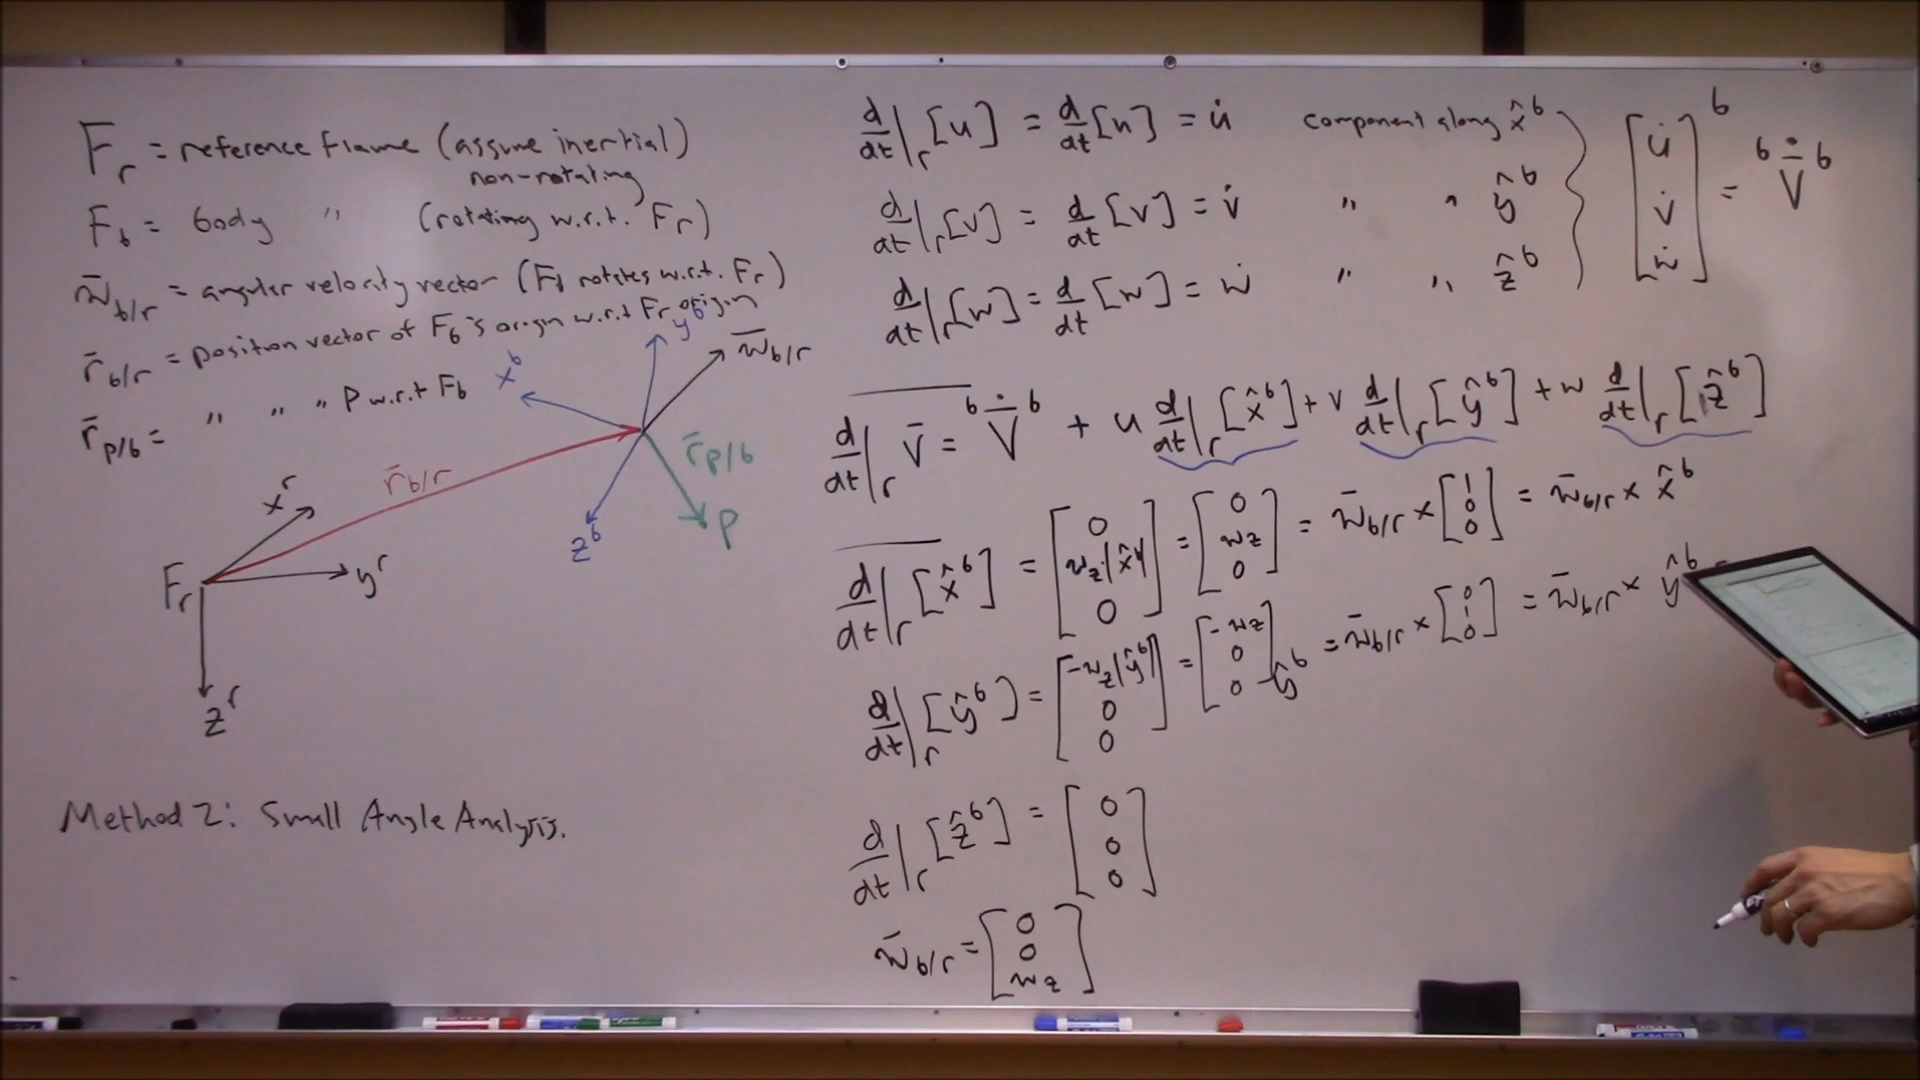 F_r = reference frame (assume inertial)
non-rotating
F_b = body " (rotating w.r.t. F_r)
ω̄_b/r = angular velocity vector (F_b rotates w.r.t. F_r)
r̄_b/r = position vector of F_b's origin w.r.t F_r origin
r̄_p/b = " " " P w.r.t F_b
x^b
y^b
ω̄_b/r
r̄_p/b
P
z^b
r̄_b/r
x^r
F_r
y^r
z^r
Method 2: Small Angle Analysis.
d/dt|_r [u] = d/dt [u] = u̇ component along x̂^b
d/dt|_r [v] = d/dt [v] = v̇ " " ŷ^b
d/dt|_r [w] = d/dt [w] = ẇ " " ẑ^b
[u̇ v̇ ẇ]^b = ^b V̄̇ ^b
d/dt|_r V̄ = ^b V̄̇ ^b + u d/dt|_r [x̂^b] + v d/dt|_r [ŷ^b] + w d/dt|_r [ẑ^b]
d/dt|_r [x̂^b] = [0 ω_z|x̂^b| 0] = [0 ω_z 0] = ω̄_b/r × [1 0 0] = ω̄_b/r × x̂^b
d/dt|_r [ŷ^b] = [-ω_z|ŷ^b| 0 0] = [-ω_z 0 0] ŷ^b = ω̄_b/r × [0 1 0] = ω̄_b/r × ŷ^b
d/dt|_r [ẑ^b] = [0 0 0]
ω̄_b/r = [0 0 ω_z]